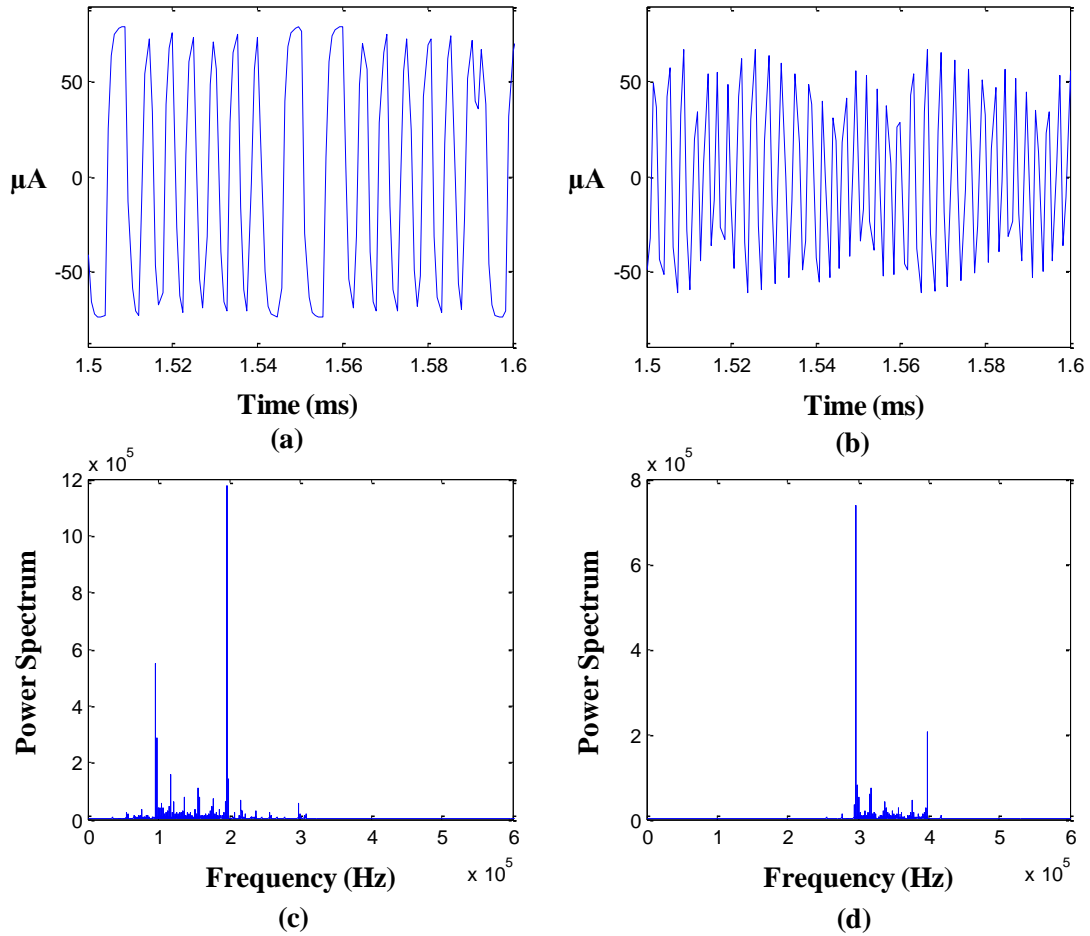 50
0
-50
µA
1.5 1.52 1.54 1.56 1.58 1.6
Time (ms)
(a)
50
0
-50
µA
1.5 1.52 1.54 1.56 1.58 1.6
Time (ms)
(b)
x 10^5
12
10
8
6
4
2
0
Power Spectrum
0 1 2 3 4 5 6
x 10^5
Frequency (Hz)
(c)
x 10^5
8
6
4
2
0
Power Spectrum
0 1 2 3 4 5 6
x 10^5
Frequency (Hz)
(d)